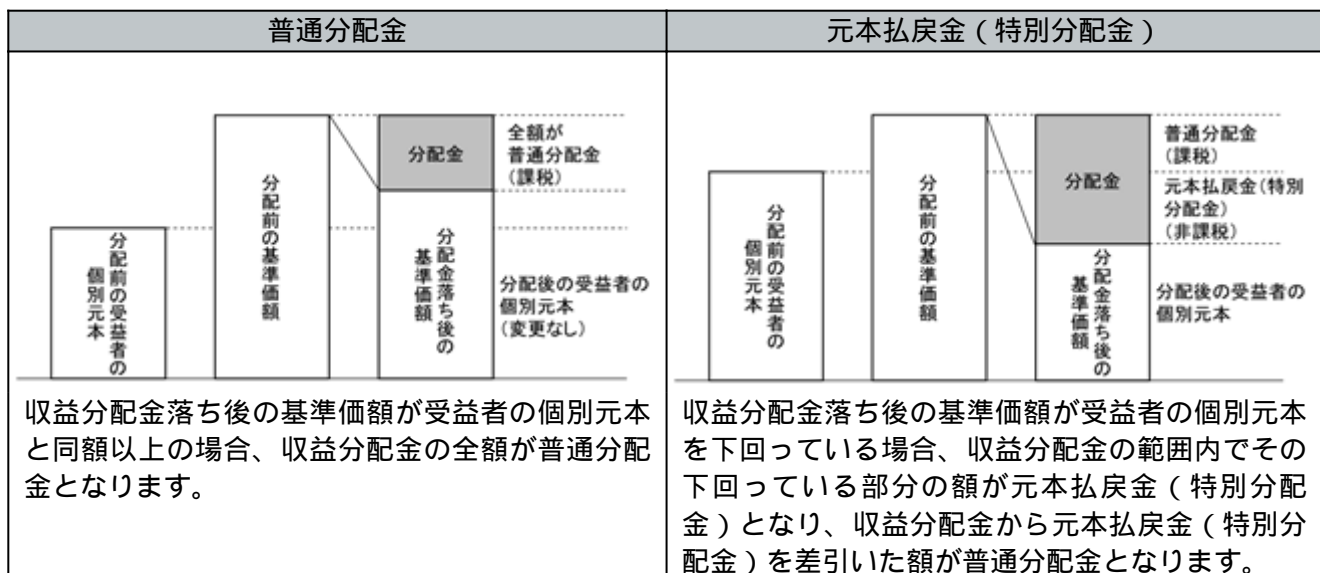 普通分配金
分配前の受益者の
個別元本
分配前の基準価額
分配金
分配金落ち後の
基準価額
全額が
普通分配金
(課税)
分配後の受益者の
個別元本
(変更なし)
収益分配金落ち後の基準価額が受益者の個別元本
と同額以上の場合、収益分配金の全額が普通分配
金となります。
元本払戻金(特別分配金)
分配前の受益者の
個別元本
分配前の基準価額
分配金
分配金落ち後の
基準価額
普通分配金
(課税)
元本払戻金(特別
分配金)
(非課税)
分配後の受益者の
個別元本
収益分配金落ち後の基準価額が受益者の個別元本
を下回っている場合、収益分配金の範囲内でその
下回っている部分の額が元本払戻金(特別分配
金)となり、収益分配金から元本払戻金(特別分
配金)を差引いた額が普通分配金となります。